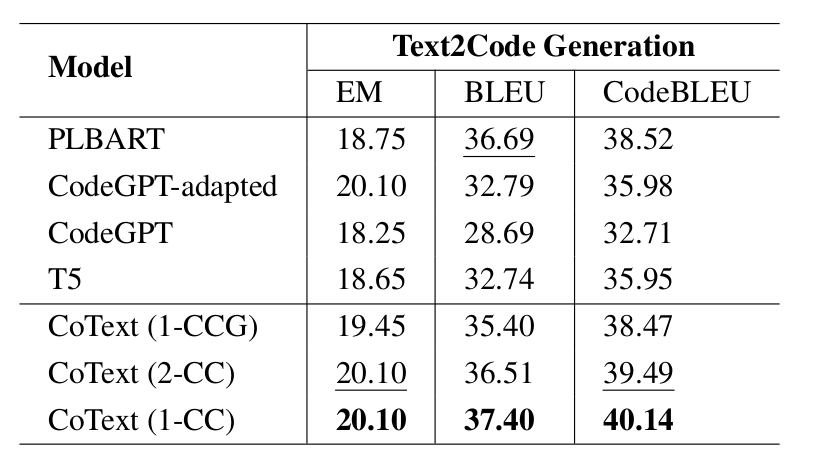 Model Text2Code Generation
EM BLEU CodeBLEU
PLBART 18.75 36.69 38.52
CodeGPT-adapted 20.10 32.79 35.98
CodeGPT 18.25 28.69 32.71
T5 18.65 32.74 35.95
CoText (1-CCG) 19.45 35.40 38.47
CoText (2-CC) 20.10 36.51 39.49
CoText (1-CC) 20.10 37.40 40.14